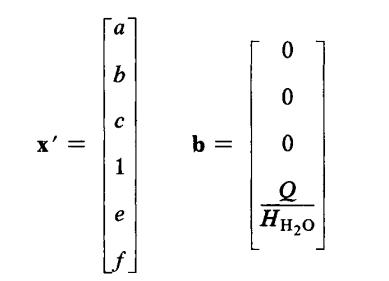 x′ = [a b c 1 e f] b = [0 0 0 Q/H_H₂O]